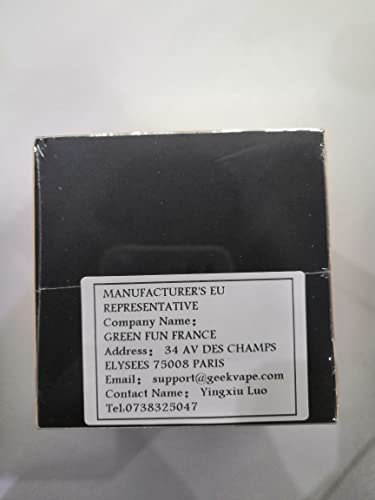 MANUFACTURER'S EU
REPRESENTATIVE
Company Name：
GREEN FUN FRANCE
Address： 34 AV DES CHAMPS
ELYSEES 75008 PARIS
Email： support@geekvape.com
Contact Name： Yingxiu Luo
Tel.0738325047